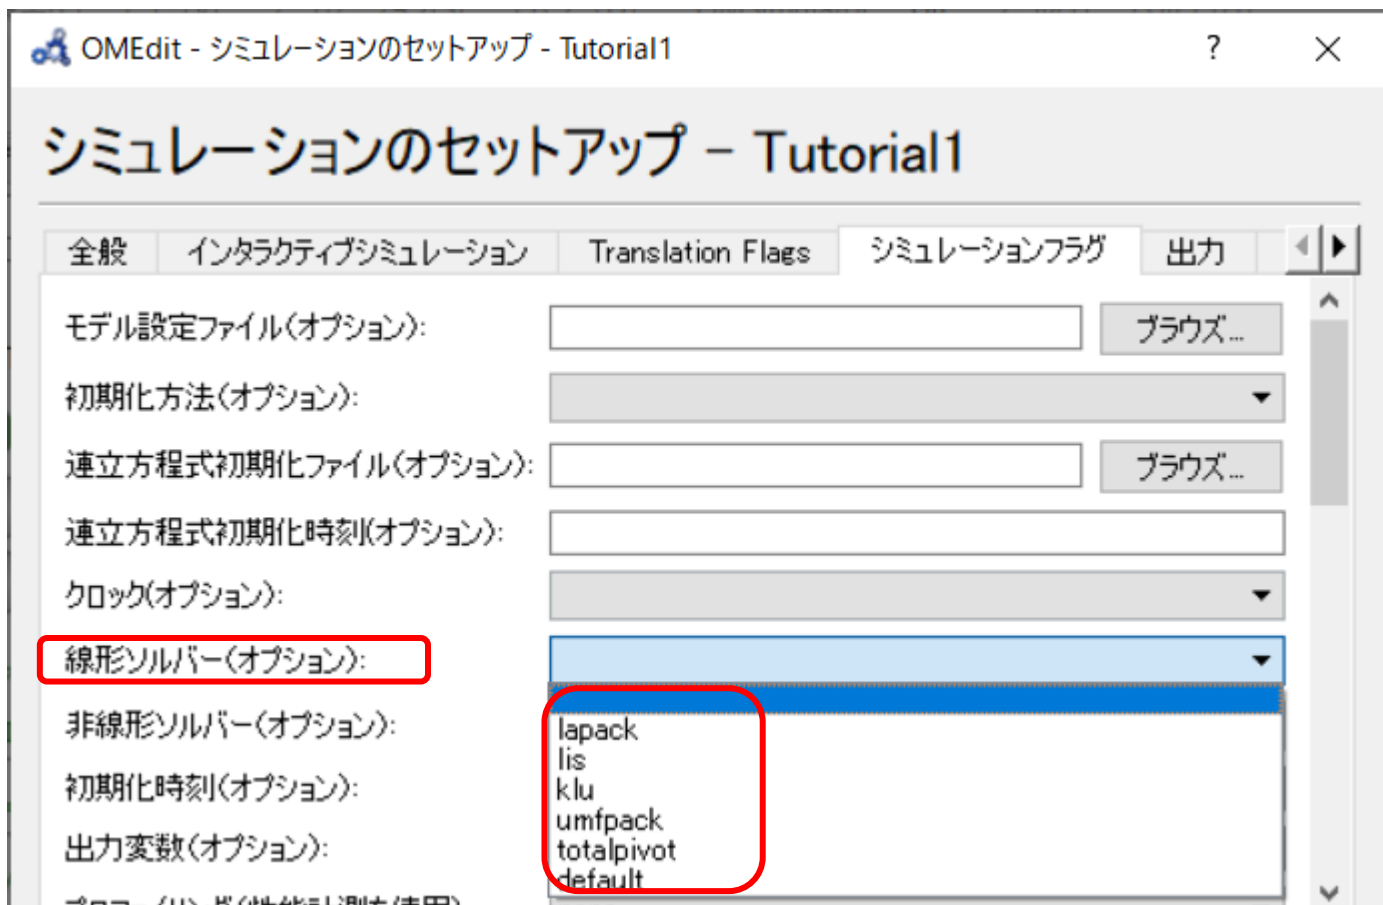 OMEdit - シミュレーションのセットアップ - Tutorial1
シミュレーションのセットアップ - Tutorial1
全般 インタラクティブシミュレーション Translation Flags シミュレーションフラグ 出力
モデル設定ファイル(オプション): ブラウズ...
初期化方法(オプション):
連立方程式初期化ファイル(オプション): ブラウズ...
連立方程式初期化時刻(オプション):
クロック(オプション):
線形ソルバー(オプション):
非線形ソルバー(オプション):
初期化時刻(オプション):
出力変数(オプション):
lapack
lis
klu
umfpack
totalpivot
default